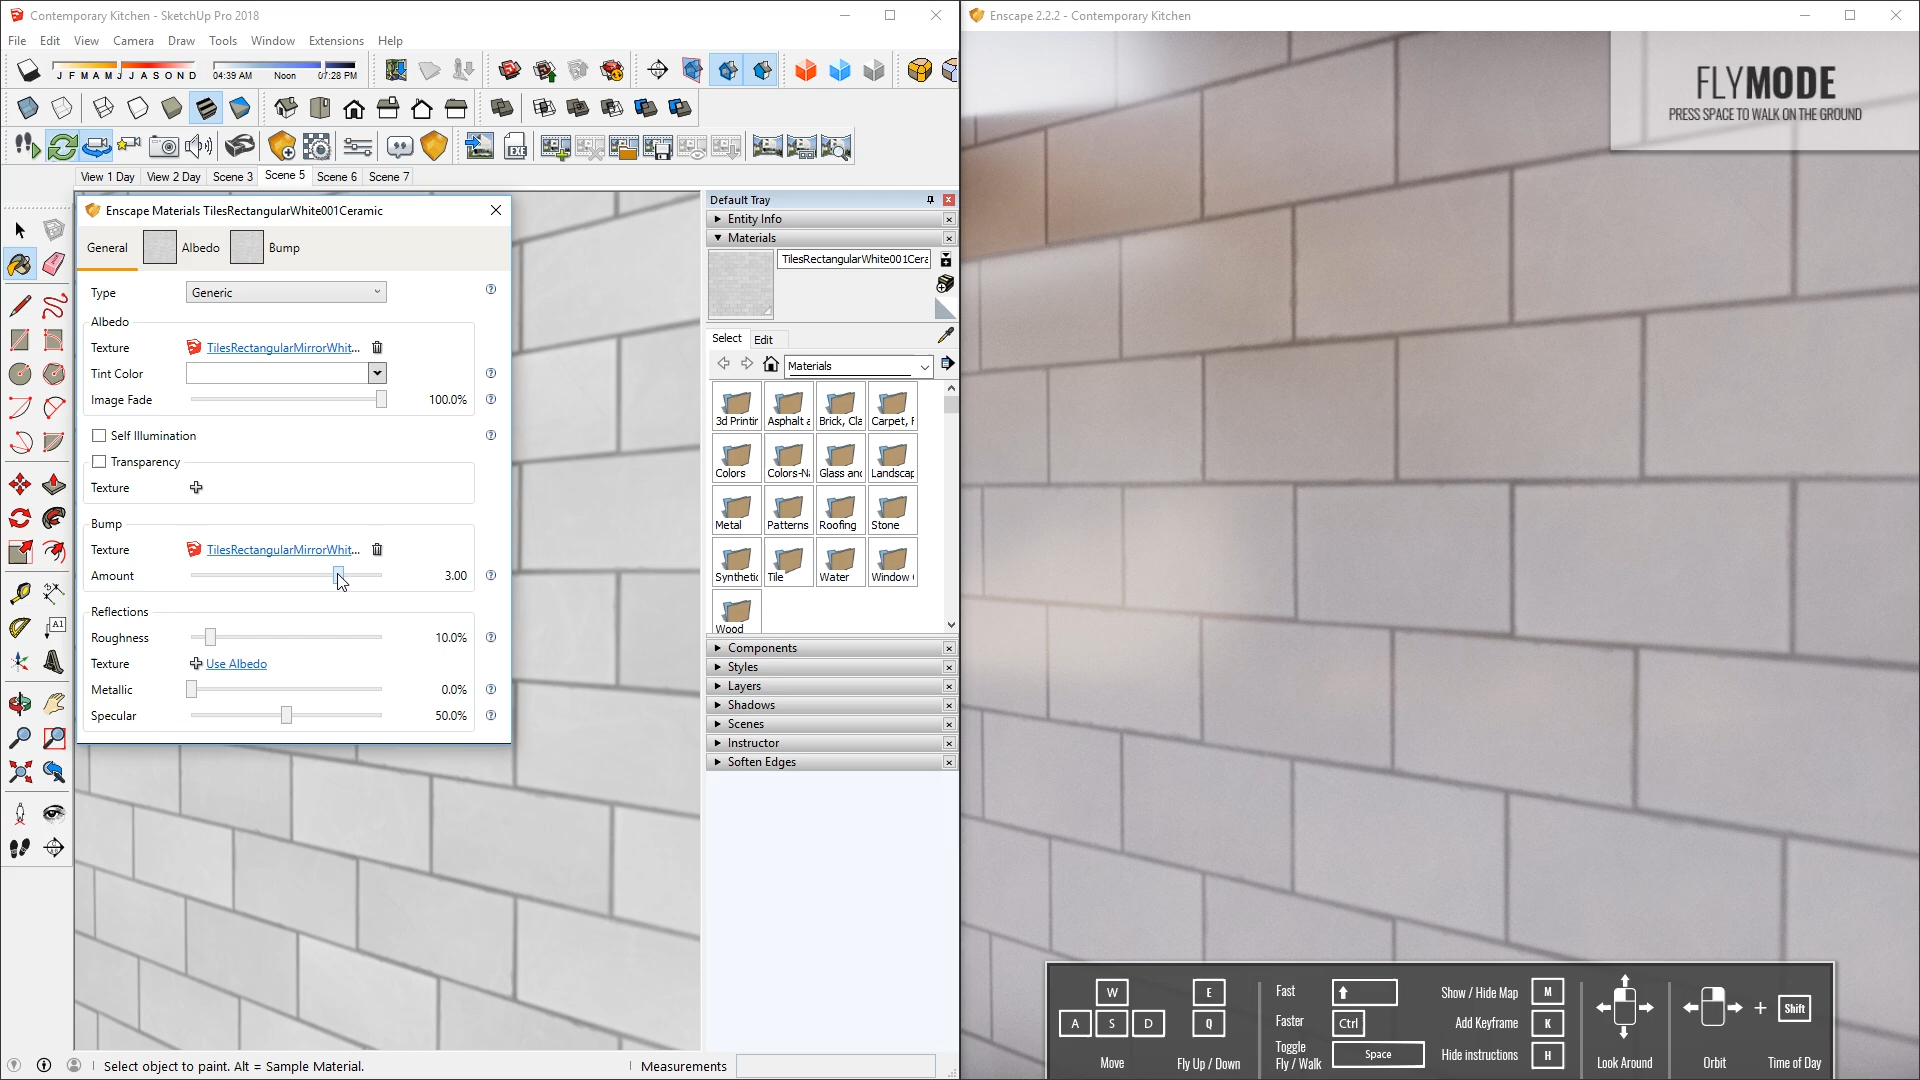 Contemporary Kitchen - SketchUp Pro 2018
File Edit View Camera Draw Tools Window Extensions Help
J F M A M J J A S O N D
04:39 AM Noon 07:28 PM
View 1 Day View 2 Day Scene 3 Scene 5 Scene 6 Scene 7
Enscape Materials TilesRectangularWhite001Ceramic
General Albedo Bump
Type Generic
Albedo
Texture TilesRectangularMirrorWhit...
Tint Color
Image Fade 100.0%
Self Illumination
Transparency
Texture
Bump
Texture TilesRectangularMirrorWhit...
Amount 3.00
Reflections
Roughness 10.0%
Texture Use Albedo
Metallic 0.0%
Specular 50.0%
Default Tray
Entity Info
Materials
TilesRectangularWhite001Cera
Select Edit
Materials
3d Printin Asphalt a Brick, Cla Carpet, F
Colors Colors-Na Glass and Landscap
Metal Patterns Roofing Stone
Synthetic Tile Water Window
Wood
Components
Styles
Layers
Shadows
Scenes
Instructor
Soften Edges
Select object to paint. Alt = Sample Material.
Measurements
Enscape 2.2.2 - Contemporary Kitchen
FLYMODE
PRESS SPACE TO WALK ON THE GROUND
W
A S D
Move
E
Q
Fly Up / Down
Fast
Faster Ctrl
Toggle
Fly / Walk Space
Show / Hide Map M
Add Keyframe K
Hide instructions H
Look Around
Orbit
+ Shift
Time of Day